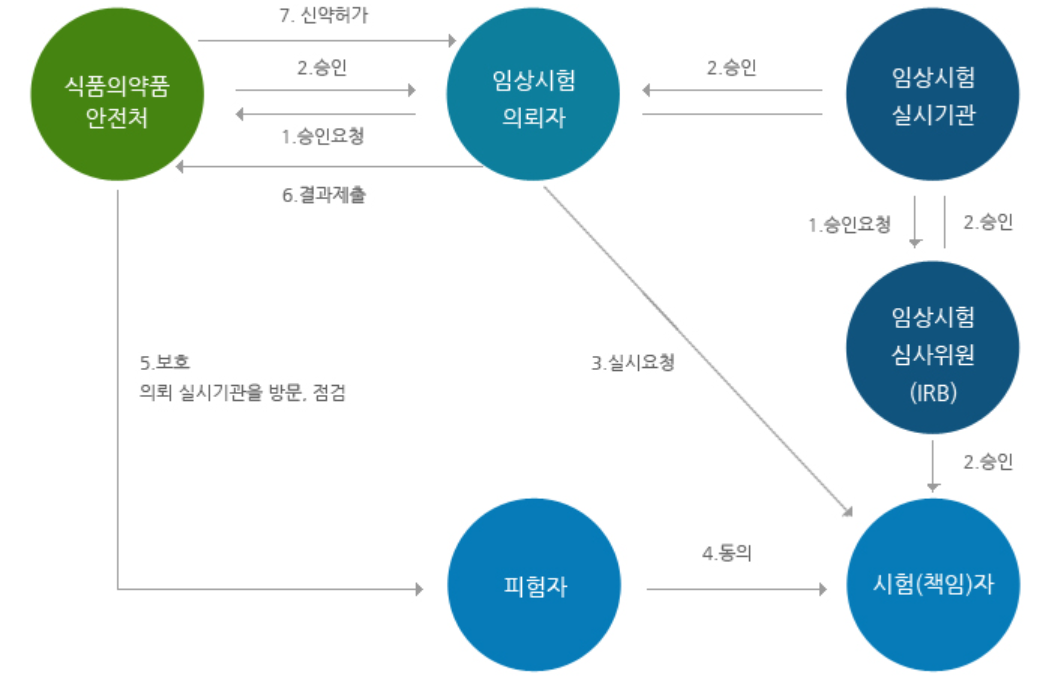 7. 신약허가
2.승인
2.승인
식품의약품
안전처
임상시험
의뢰자
임상시험
실시기관
1.승인요청
6.결과제출
1.승인요청
2.승인
임상시험
심사위원
(IRB)
5.보호
의뢰 실시기관을 방문, 점검
3.실시요청
2.승인
4.동의
피험자
시험(책임)자